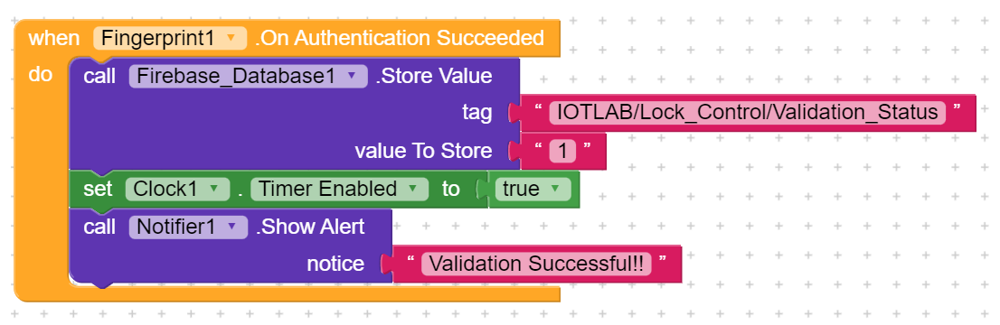 when Fingerprint1 .On Authentication Succeeded
do call Firebase_Database1 .Store Value
tag “ IOTLAB/Lock_Control/Validation_Status ”
value To Store “ 1 ”
set Clock1 . Timer Enabled to true
call Notifier1 .Show Alert
notice “ Validation Successful!! ”